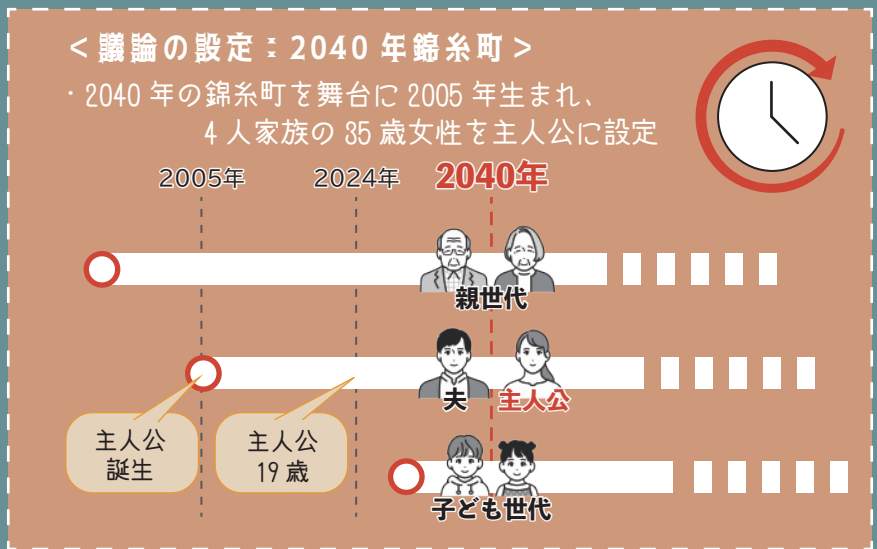 ＜議論の設定：2040 年錦糸町＞
・2040 年の錦糸町を舞台に 2005 年生まれ、
4 人家族の 35 歳女性を主人公に設定
2005年
2024年
2040年
親世代
夫
主人公
主人公
誕生
主人公
19 歳
子ども世代